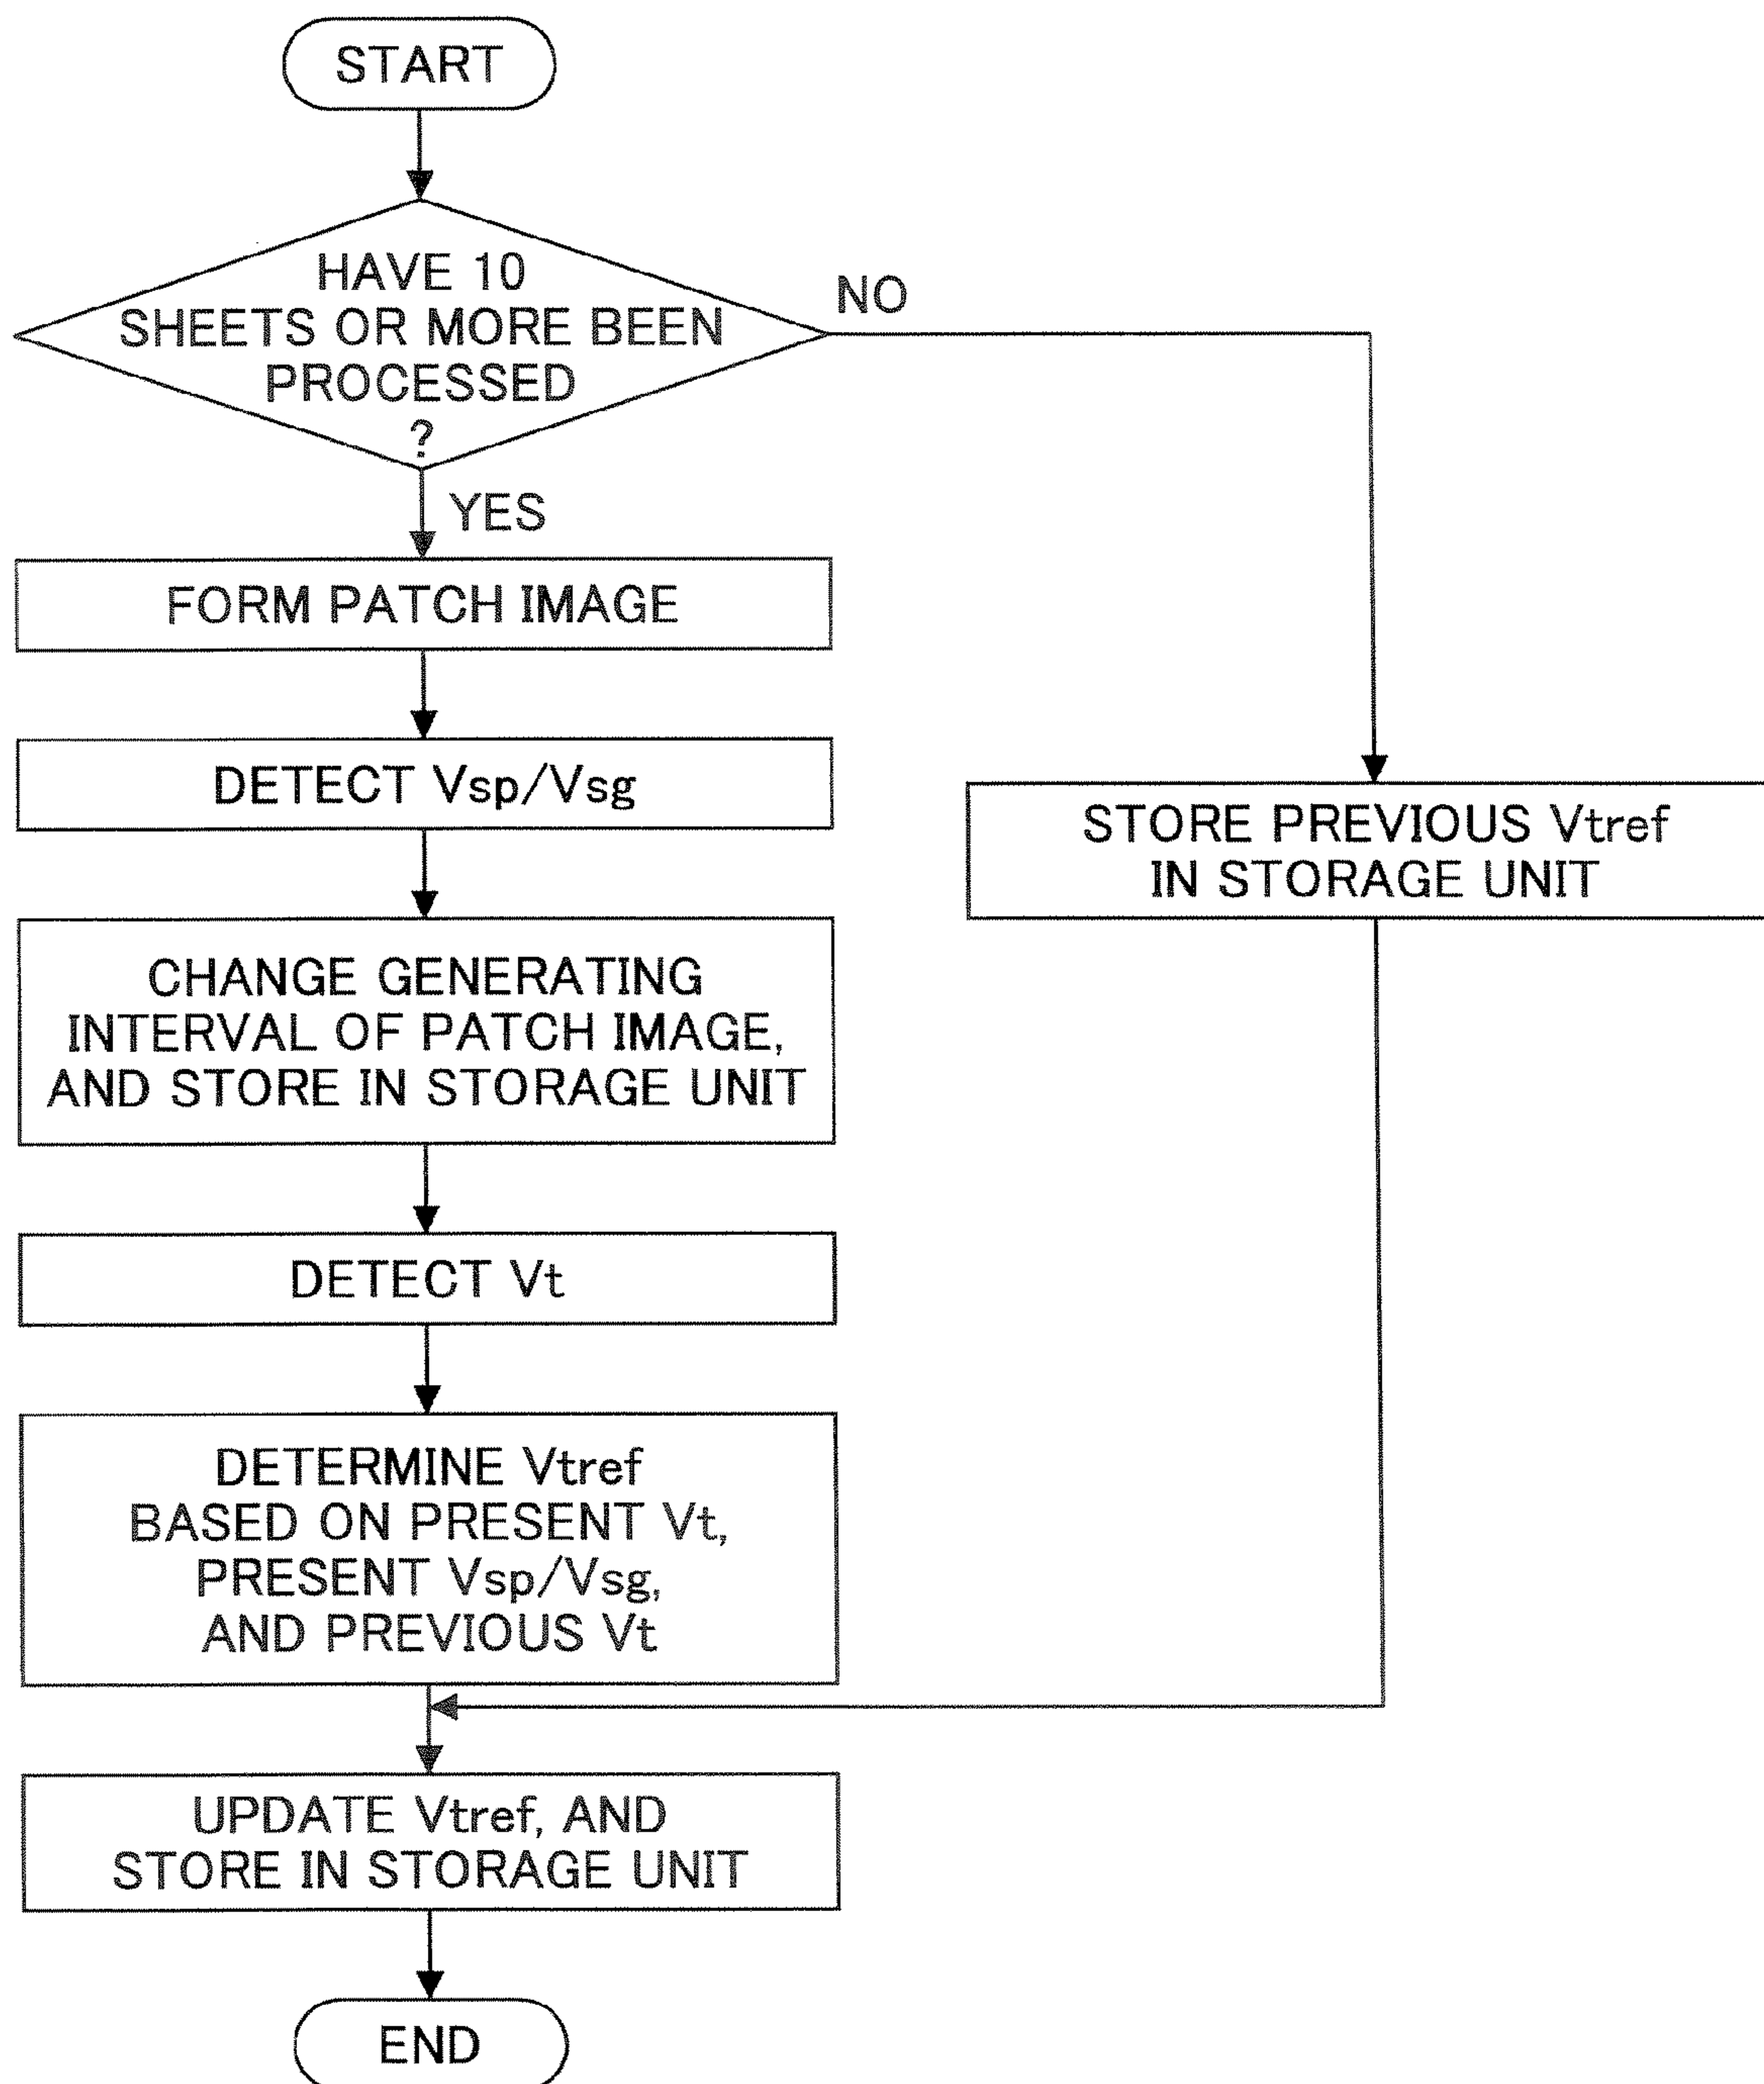 START
HAVE 10
SHEETS OR MORE BEEN
PROCESSED
?
NO
YES
FORM PATCH IMAGE
DETECT Vsp/Vsg
STORE PREVIOUS Vtref
IN STORAGE UNIT
CHANGE GENERATING
INTERVAL OF PATCH IMAGE,
AND STORE IN STORAGE UNIT
DETECT Vt
DETERMINE Vtref
BASED ON PRESENT Vt,
PRESENT Vsp/Vsg,
AND PREVIOUS Vt
UPDATE Vtref, AND
STORE IN STORAGE UNIT
END